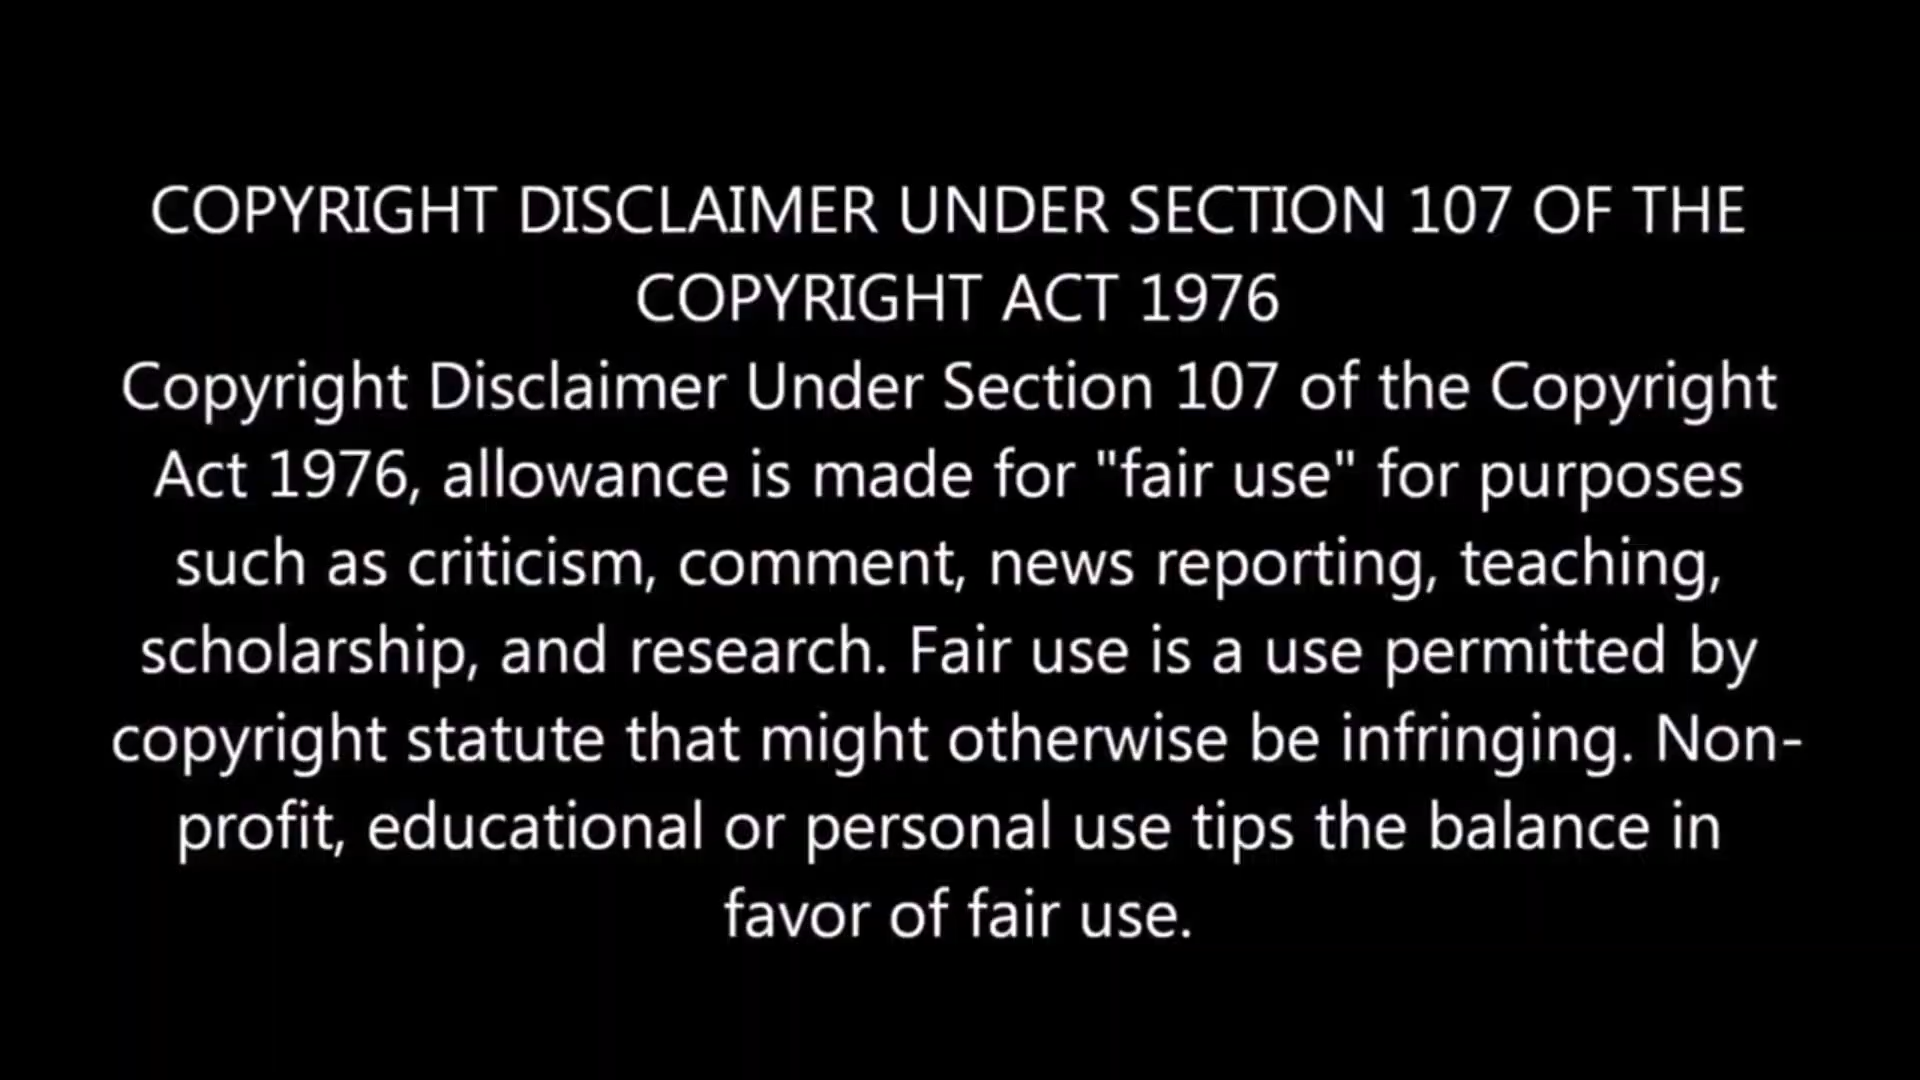 COPYRIGHT DISCLAIMER UNDER SECTION 107 OF THE
COPYRIGHT ACT 1976
Copyright Disclaimer Under Section 107 of the Copyright
Act 1976, allowance is made for "fair use" for purposes
such as criticism, comment, news reporting, teaching,
scholarship, and research. Fair use is a use permitted by
copyright statute that might otherwise be infringing. Non-
profit, educational or personal use tips the balance in
favor of fair use.